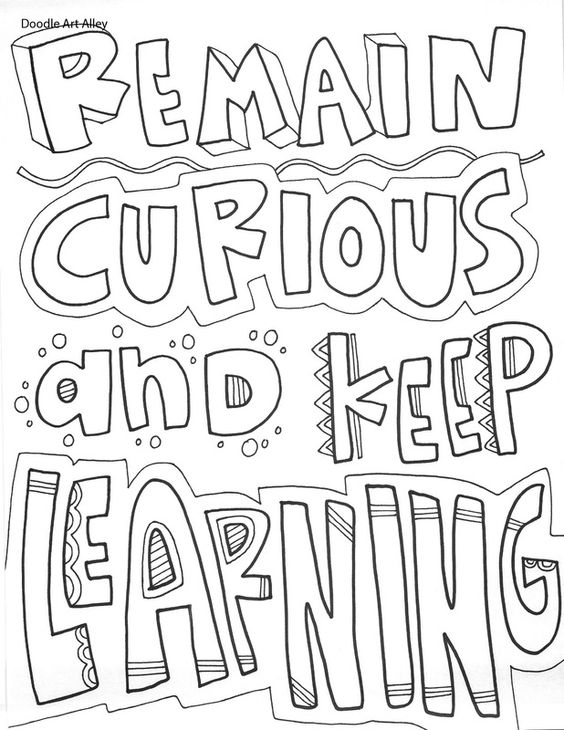 Doodle Art Alley
REMAIN
CURIOUS
and KEEP
LEARNING